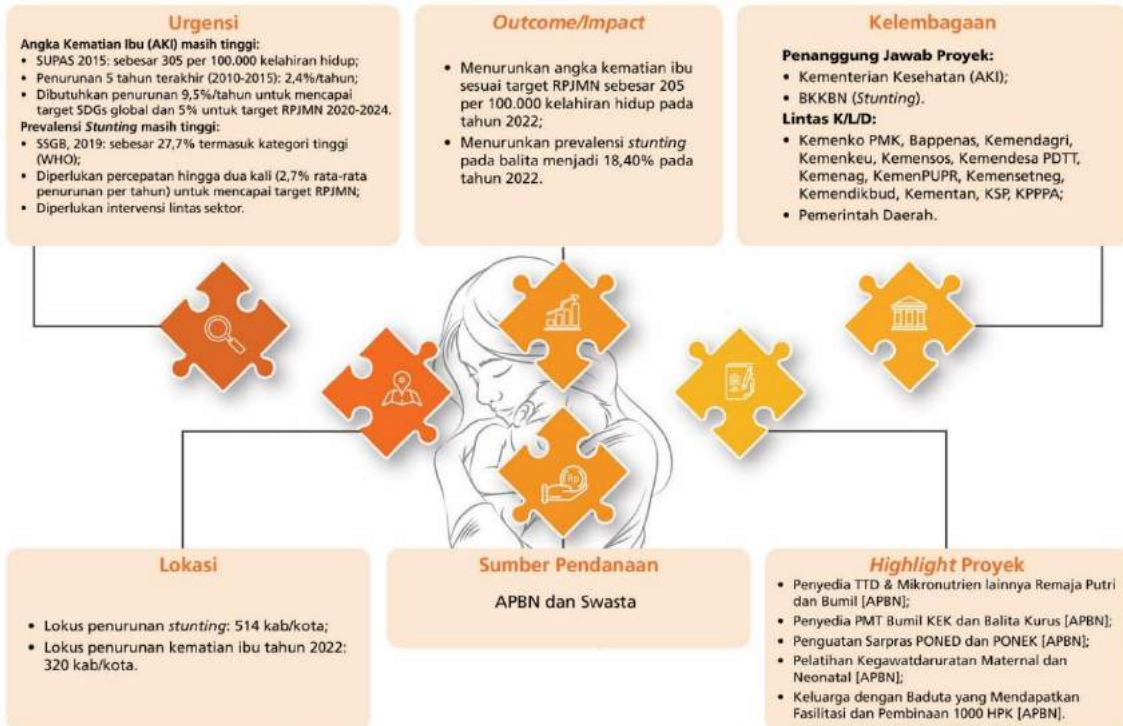 Urgensi
Angka Kematian Ibu (AKI) masih tinggi:
• SUPAS 2015: sebesar 305 per 100.000 kelahiran hidup;
• Penurunan 5 tahun terakhir (2010-2015): 2,4%/tahun;
• Dibutuhkan penurunan 9,5%/tahun untuk mencapai
target SDGs global dan 5% untuk target RPJMN 2020-2024.
Prevalensi Stunting masih tinggi:
• SSGB, 2019: sebesar 27,7% termasuk kategori tinggi
(WHO);
• Diperlukan percepatan hingga dua kali (2,7% rata-rata
penurunan per tahun) untuk mencapai target RPJMN;
• Diperlukan intervensi lintas sektor.
Outcome/Impact
• Menurunkan angka kematian ibu
sesuai target RPJMN sebesar 205
per 100.000 kelahiran hidup pada
tahun 2022;
• Menurunkan prevalensi stunting
pada balita menjadi 18,40% pada
tahun 2022.
Kelembagaan
Penanggung Jawab Proyek:
• Kementerian Kesehatan (AKI);
• BKKBN (Stunting).
Lintas K/L/D:
• Kemenko PMK, Bappenas, Kemendagri,
Kemenkeu, Kemensos, Kemendesa PDTT,
Kemenag, KemenPUPR, Kemensetneg,
Kemendikbud, Kementan, KSP, KPPPA;
• Pemerintah Daerah.
Rp
Lokasi
• Lokus penurunan stunting: 514 kab/kota;
• Lokus penurunan kematian ibu tahun 2022:
320 kab/kota.
Sumber Pendanaan
APBN dan Swasta
Highlight Proyek
• Penyedia TTD & Mikronutrien lainnya Remaja Putri
dan Bumil [APBN];
• Penyedia PMT Bumil KEK dan Balita Kurus [APBN];
• Penguatan Sarpras PONED dan PONEK [APBN];
• Pelatihan Kegawatdaruratan Maternal dan
Neonatal [APBN];
• Keluarga dengan Baduta yang Mendapatkan
Fasilitasi dan Pembinaan 1000 HPK [APBN].